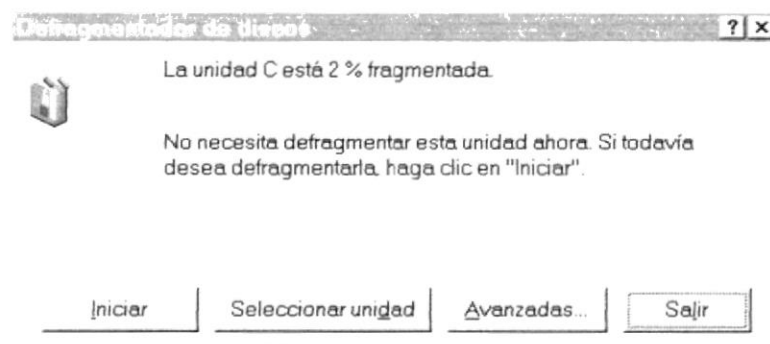 Defragmentador de discos ? ×
La unidad C está 2 % fragmentada.
No necesita defragmentar esta unidad ahora. Si todavía
desea defragmentarla, haga clic en "Iniciar".
Iniciar Seleccionar unidad Avanzadas... Salir